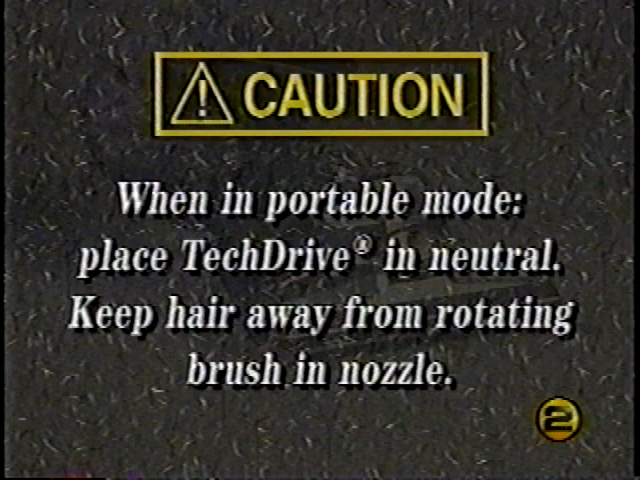 CAUTION
When in portable mode:
place TechDrive® in neutral.
Keep hair away from rotating
brush in nozzle.
2